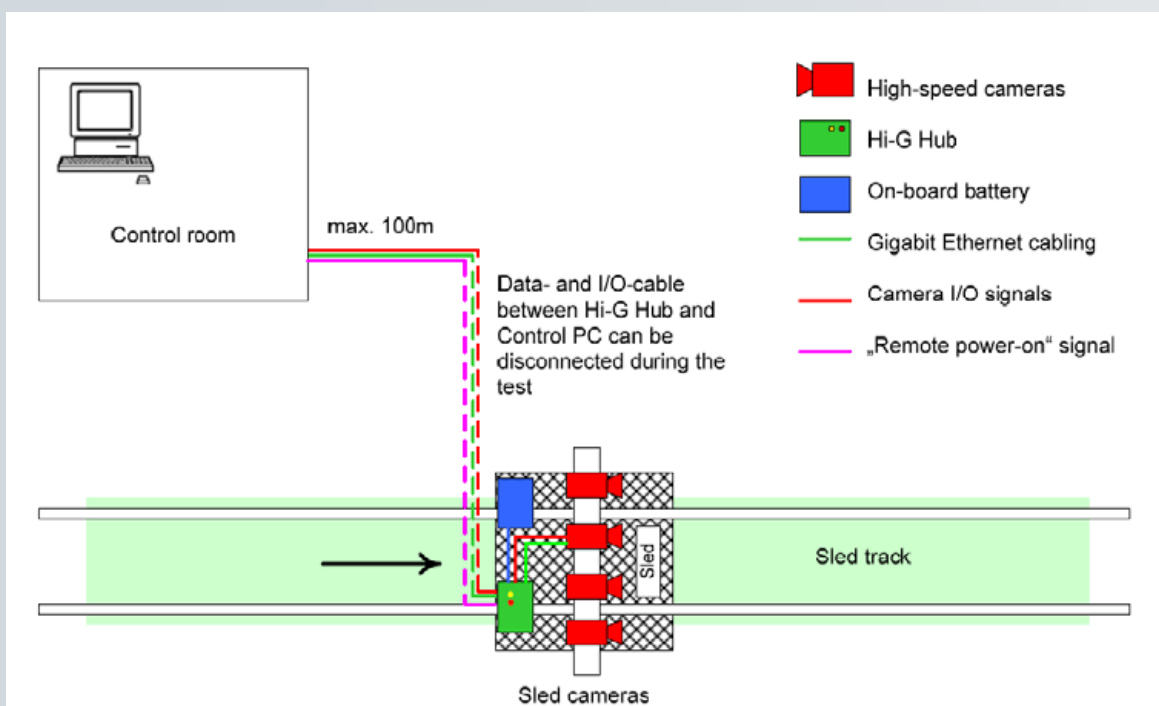 Control room
max. 100m
Data- and I/O-cable
between Hi-G Hub and
Control PC can be
disconnected during the
test
High-speed cameras
Hi-G Hub
On-board battery
Gigabit Ethernet cabling
Camera I/O signals
„Remote power-on“ signal
Sled
Sled track
Sled cameras